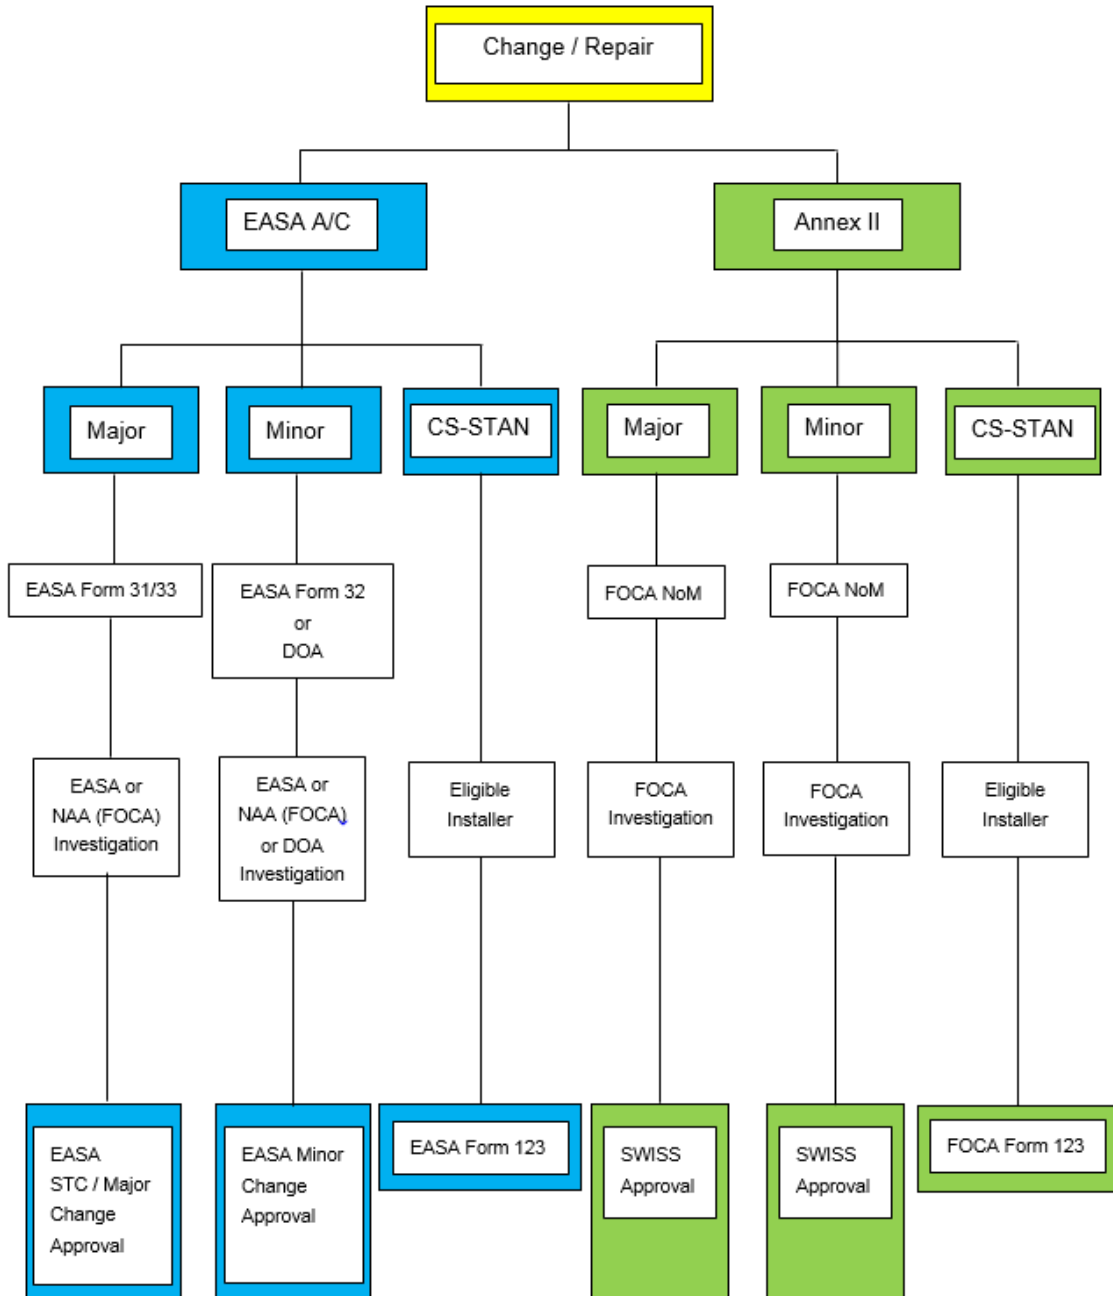 Change / Repair
EASA A/C
Annex II
Major
Minor
CS-STAN
Major
Minor
CS-STAN
EASA Form 31/33
EASA Form 32
or
DOA
FOCA NoM
FOCA NoM
EASA or
NAA (FOCA)
Investigation
EASA or
NAA (FOCA)
or DOA
Investigation
Eligible
Installer
FOCA
Investigation
FOCA
Investigation
Eligible
Installer
EASA
STC / Major
Change
Approval
EASA Minor
Change
Approval
EASA Form 123
SWISS
Approval
SWISS
Approval
FOCA Form 123